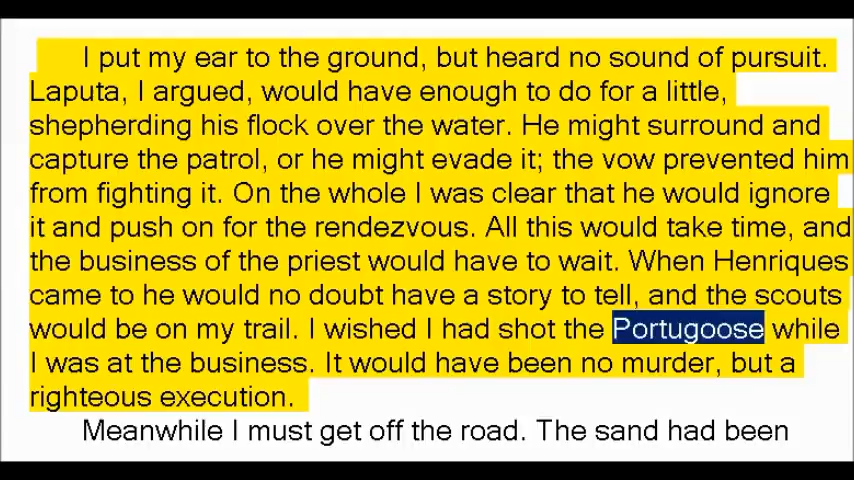 I put my ear to the ground, but heard no sound of pursuit.
Laputa, I argued, would have enough to do for a little,
shepherding his flock over the water. He might surround and
capture the patrol, or he might evade it; the vow prevented him
from fighting it. On the whole I was clear that he would ignore
it and push on for the rendezvous. All this would take time, and
the business of the priest would have to wait. When Henriques
came to he would no doubt have a story to tell, and the scouts
would be on my trail. I wished I had shot the Portugoose while
I was at the business. It would have been no murder, but a
righteous execution.
Meanwhile I must get off the road. The sand had been